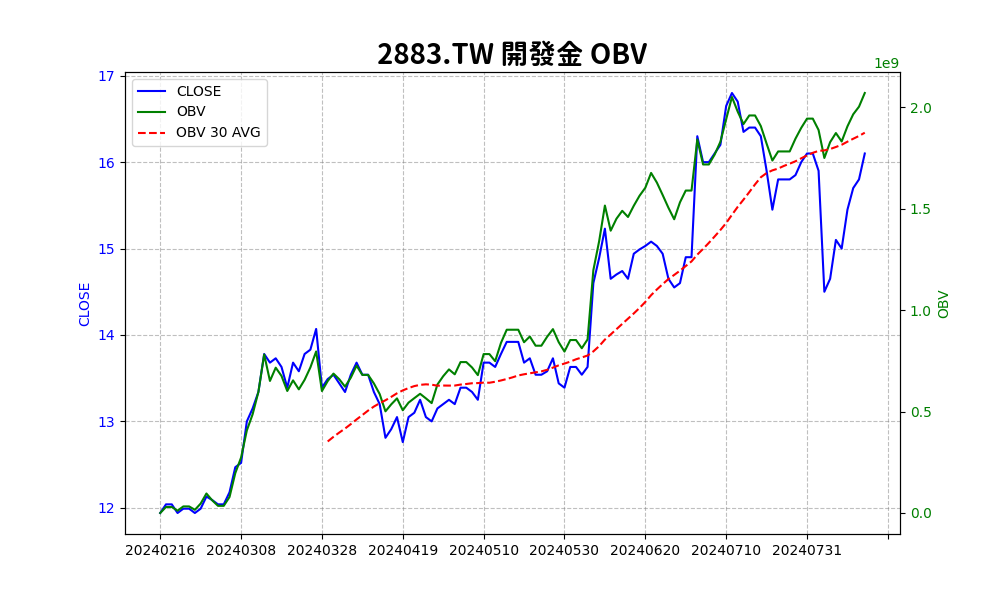 2883.TW 開發金 OBV
1e9
CLOSE
OBV
OBV 30 AVG
17
16
15
14
13
12
CLOSE
2.0
1.5
1.0
0.5
0.0
OBV
20240216 20240308 20240328 20240419 20240510 20240530 20240620 20240710 20240731